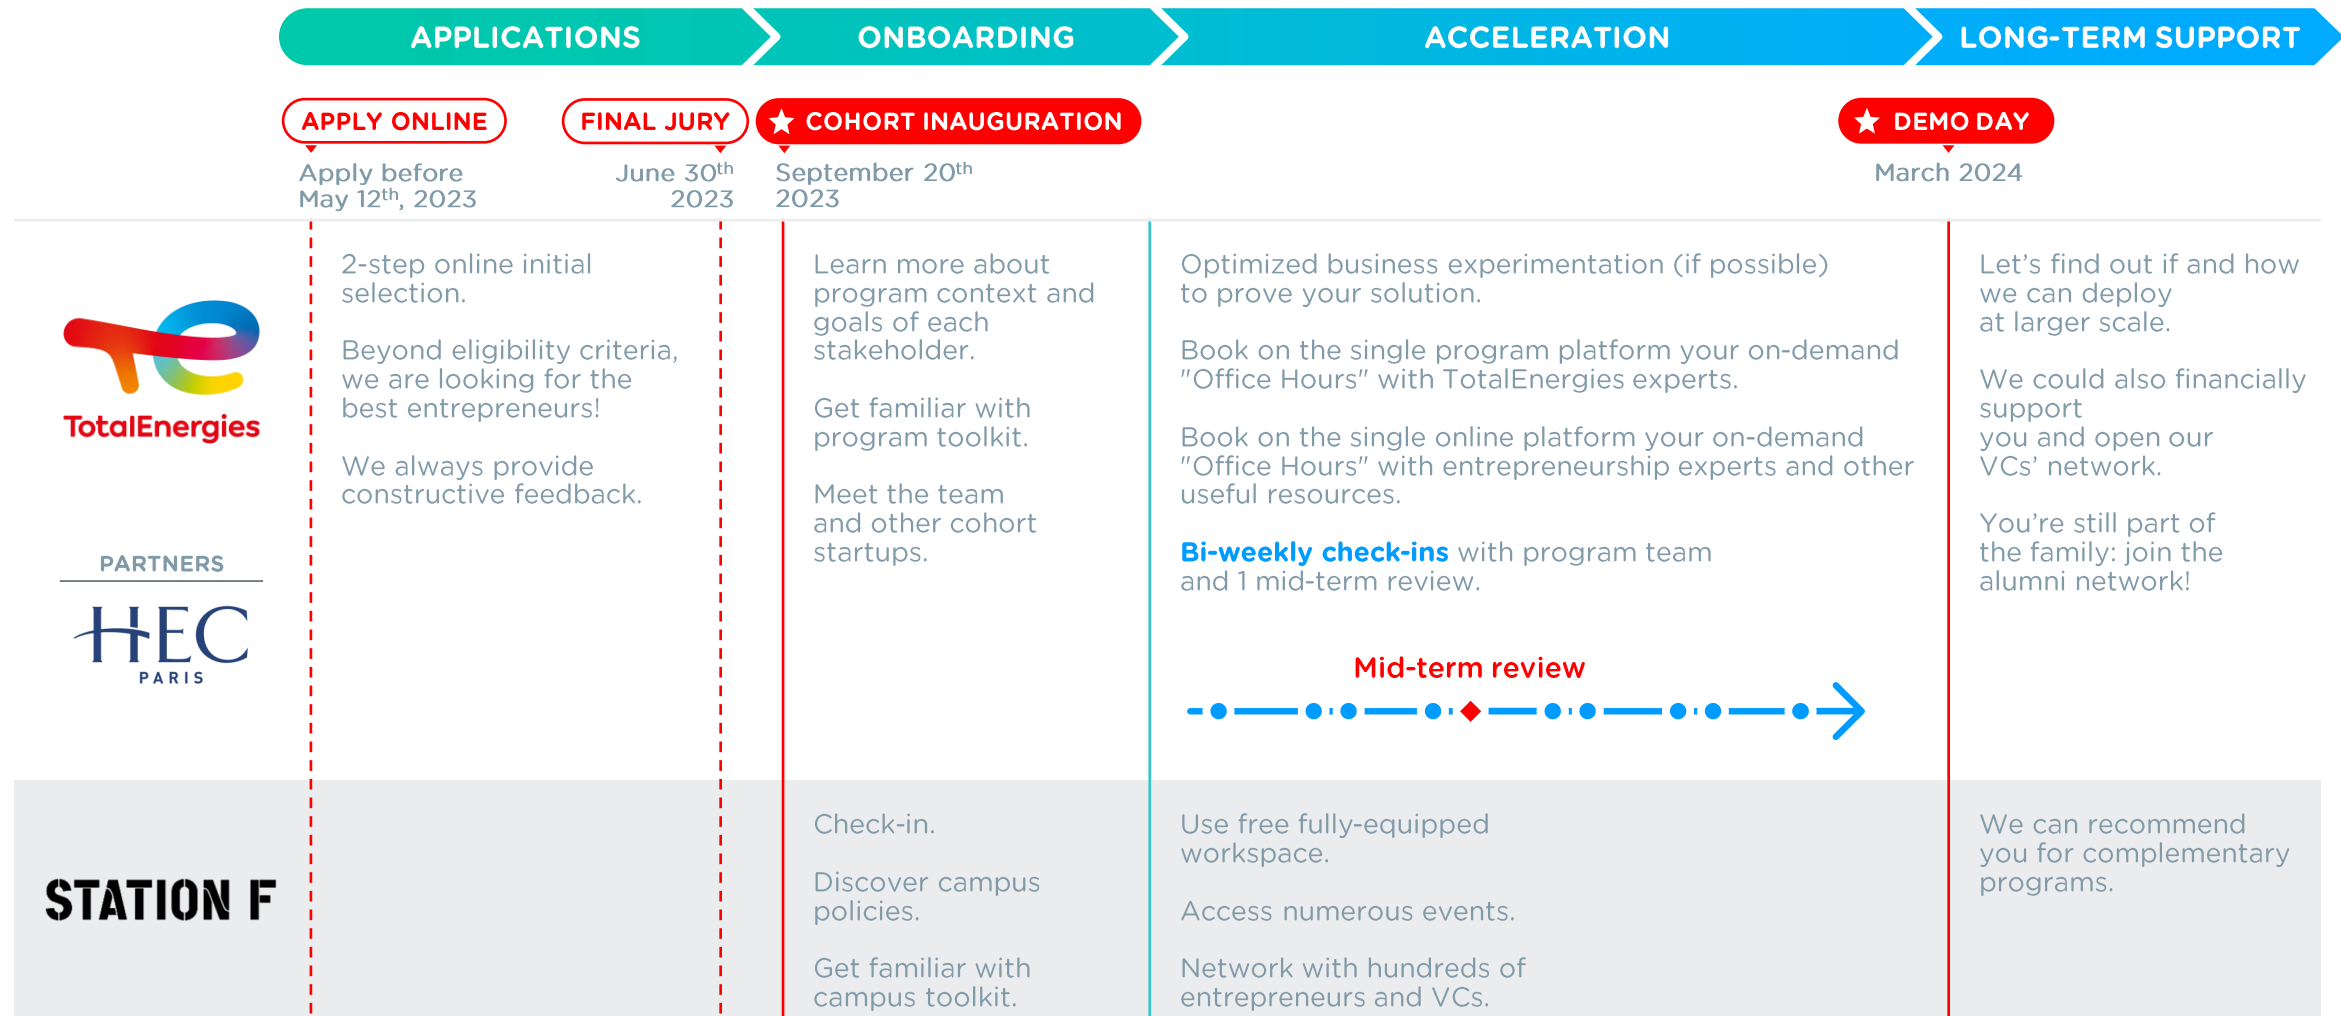 APPLICATIONS
ONBOARDING
ACCELERATION
LONG-TERM SUPPORT
APPLY ONLINE
Apply before
May 12th, 2023
FINAL JURY
June 30th
2023
COHORT INAUGURATION
September 20th
2023
DEMO DAY
March 2024
TotalEnergies
PARTNERS
HEC
PARIS
2-step online initial
selection.
Beyond eligibility criteria,
we are looking for the
best entrepreneurs!
We always provide
constructive feedback.
Learn more about
program context and
goals of each
stakeholder.
Get familiar with
program toolkit.
Meet the team
and other cohort
startups.
Optimized business experimentation (if possible)
to prove your solution.
Book on the single program platform your on-demand
"Office Hours" with TotalEnergies experts.
Book on the single online platform your on-demand
"Office Hours" with entrepreneurship experts and other
useful resources.
Bi-weekly check-ins with program team
and 1 mid-term review.
Mid-term review
Let's find out if and how
we can deploy
at larger scale.
We could also financially
support
you and open our
VCs' network.
You're still part of
the family: join the
alumni network!
STATION F
Check-in.
Discover campus
policies.
Get familiar with
campus toolkit.
Use free fully-equipped
workspace.
Access numerous events.
Network with hundreds of
entrepreneurs and VCs.
We can recommend
you for complementary
programs.